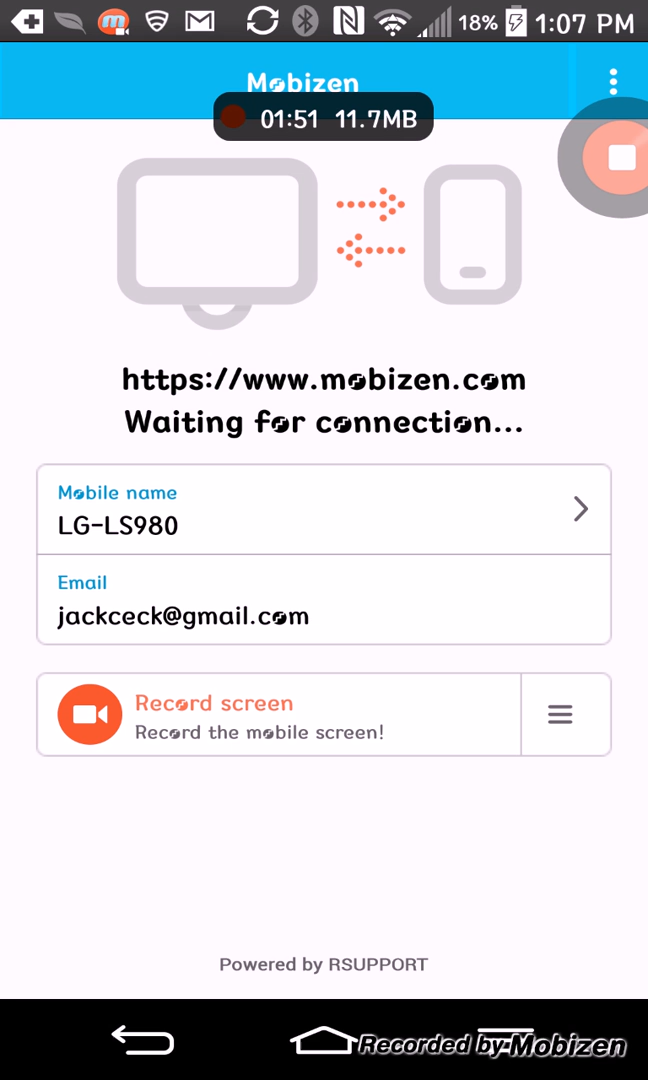 18% 1:07 PM
Mobizen
01:51 11.7MB
https://www.mobizen.com
Waiting for connection...
Mobile name
LG-LS980
Email
jackceck@gmail.com
Record screen
Record the mobile screen!
Powered by RSUPPORT
Recorded by Mobizen